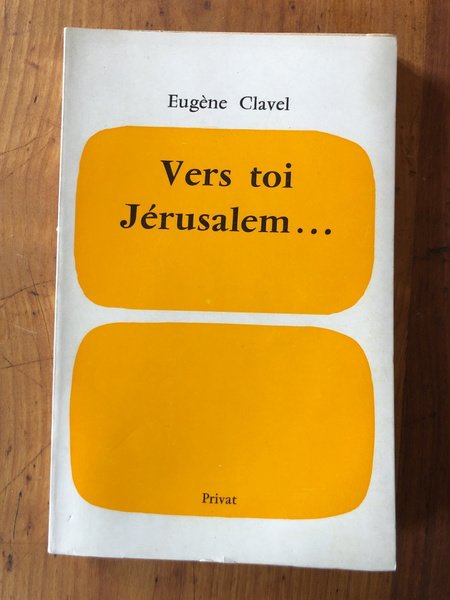 Eugène Clavel
Vers toi
Jérusalem...
Privat